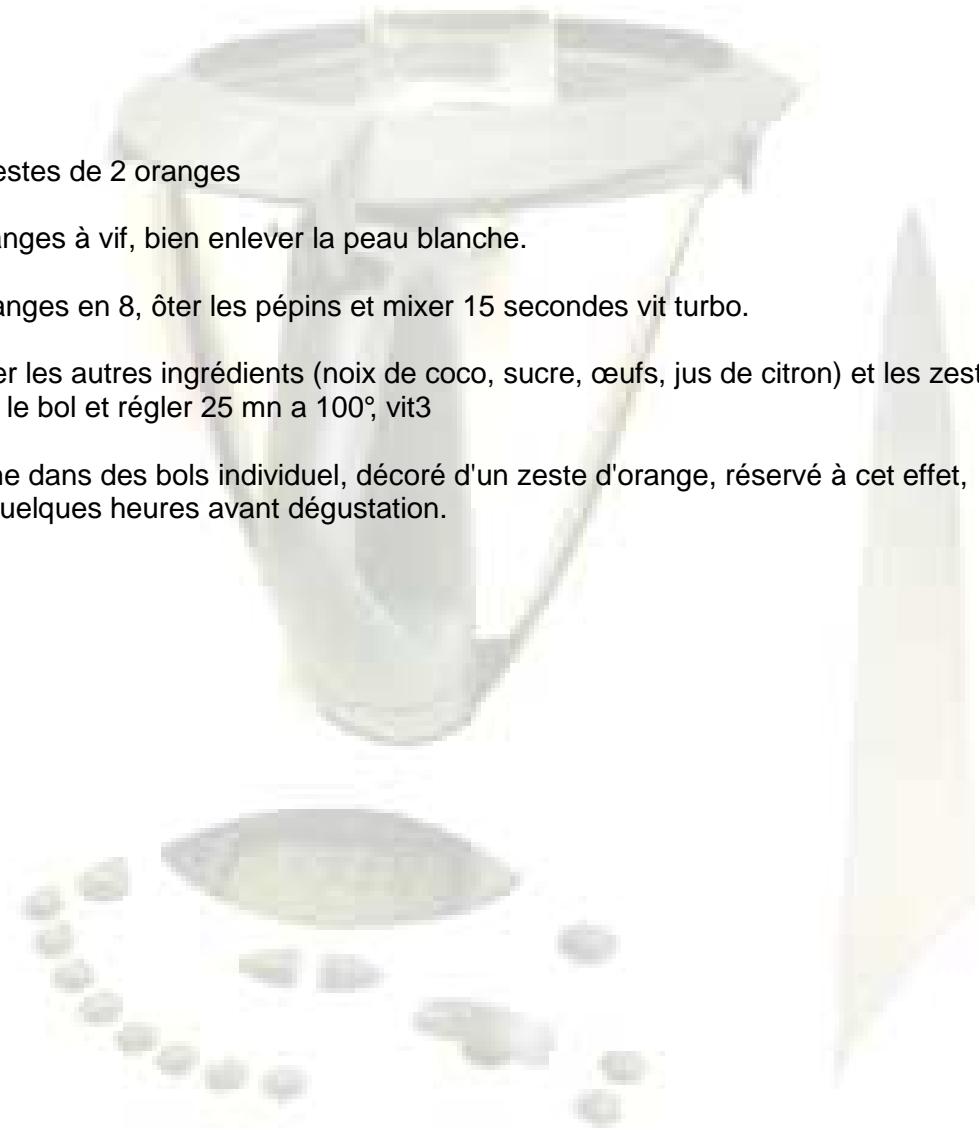 estes de 2 oranges
anges à vif, bien enlever la peau blanche.
anges en 8, ôter les pépins et mixer 15 secondes vit turbo.
er les autres ingrédients (noix de coco, sucre, œufs, jus de citron) et les zest
le bol et régler 25 mn a 100°, vit3
ne dans des bols individuel, décoré d'un zeste d'orange, réservé à cet effet,
uelques heures avant dégustation.